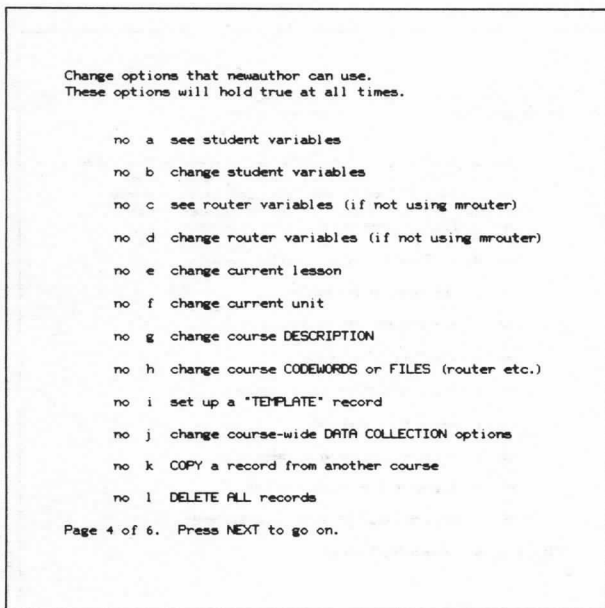 Change options that newauthor can use.
These options will hold true at all times.
no a see student variables
no b change student variables
no c see router variables (if not using mrouter)
no d change router variables (if not using mrouter)
no e change current lesson
no f change current unit
no g change course DESCRIPTION
no h change course CODEWORDS or FILES (router etc.)
no i set up a "TEMPLATE" record
no j change course-wide DATA COLLECTION options
no k COPY a record from another course
no l DELETE ALL records
Page 4 of 6. Press NEXT to go on.